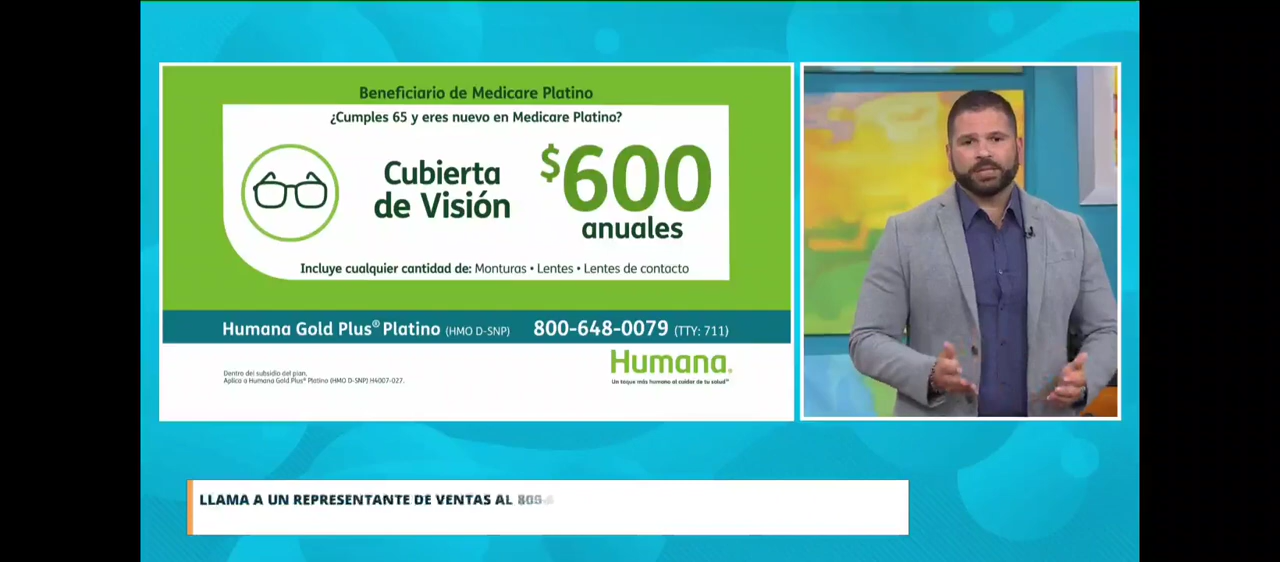 Beneficiario de Medicare Platino
¿Cumples 65 y eres nuevo en Medicare Platino?
Cubierta
de Visión
$600
anuales
Incluye cualquier cantidad de: Monturas • Lentes • Lentes de contacto
Humana Gold Plus® Platino (HMO D-SNP) 800-648-0079 (TTY: 711)
Humana.
Un toque más humano al cuidar de tu salud℠
Dentro del subsidio del plan.
Aplica a Humana Gold Plus® Platino (HMO D-SNP) H4007-027.
LLAMA A UN REPRESENTANTE DE VENTAS AL